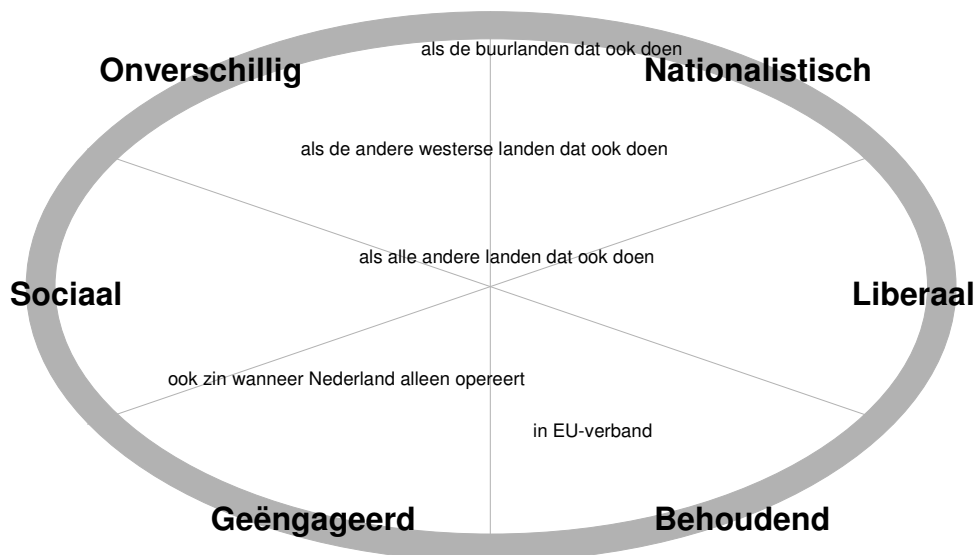 als de buurlanden dat ook doen
Onverschillig
Nationalistisch
als de andere westerse landen dat ook doen
als alle andere landen dat ook doen
Sociaal
Liberaal
ook zin wanneer Nederland alleen opereert
in EU-verband
Geëngageerd
Behoudend